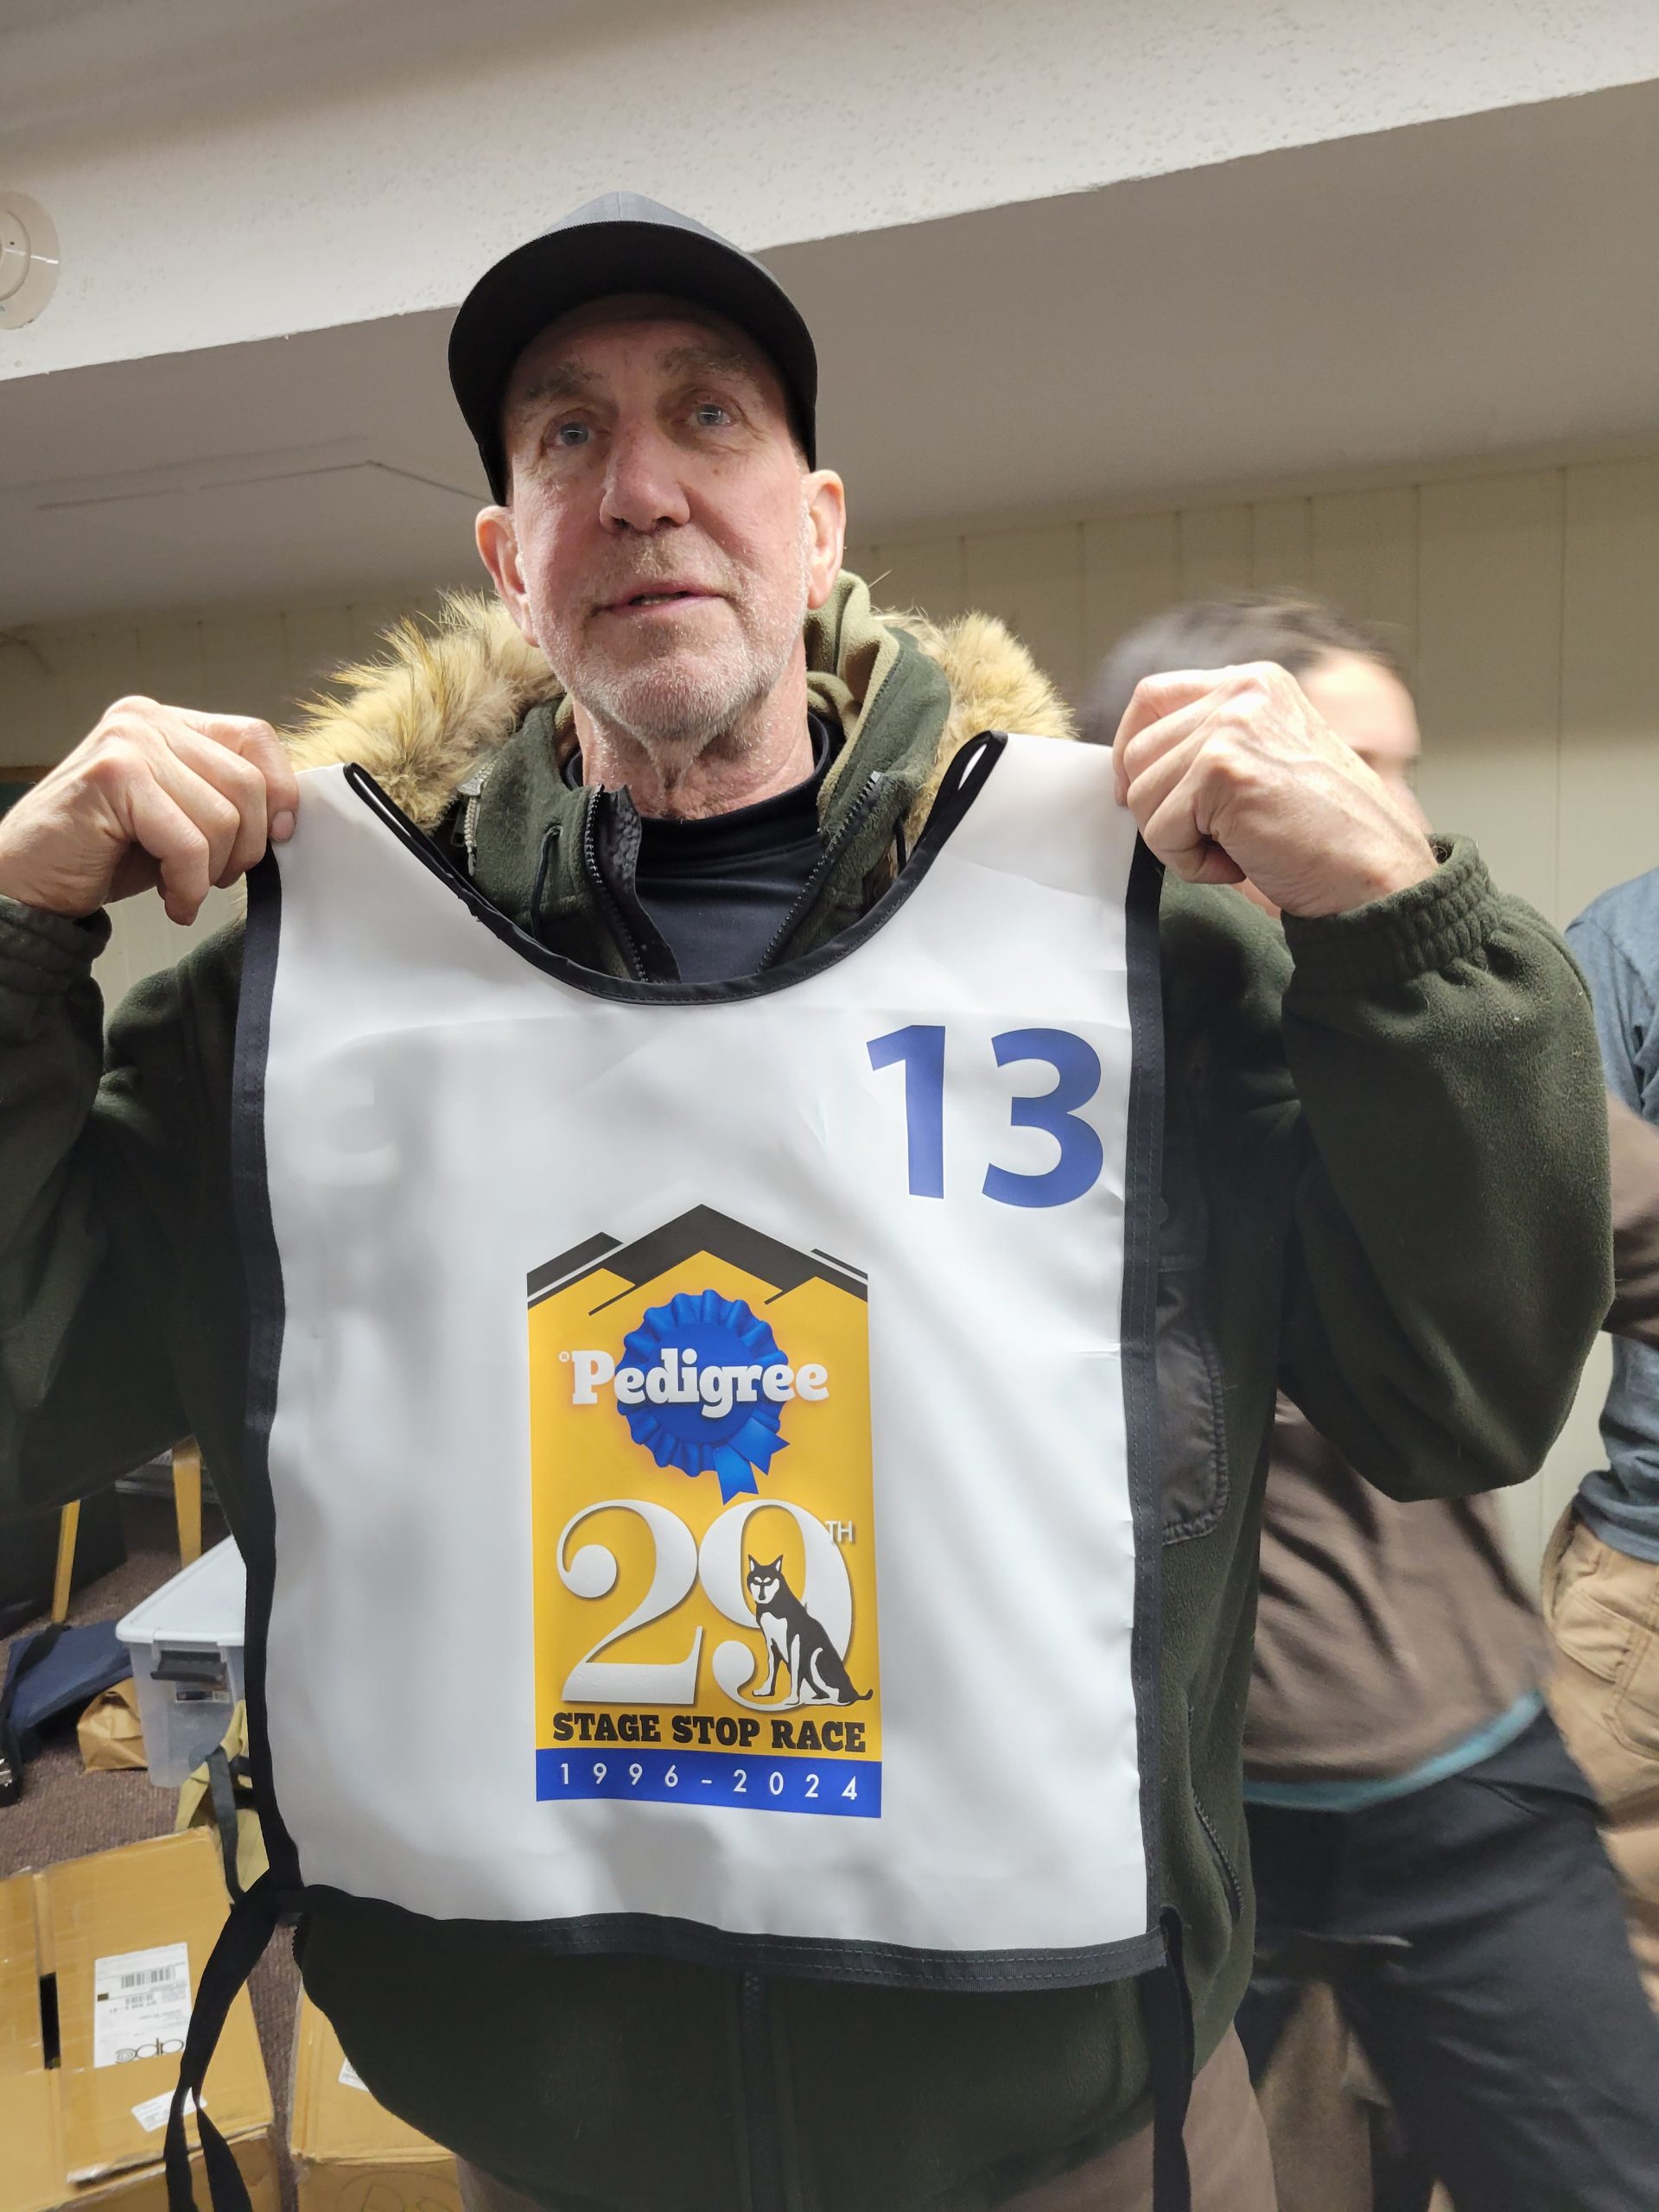 13
®Pedigree
29TH
STAGE STOP RACE
1996-2024